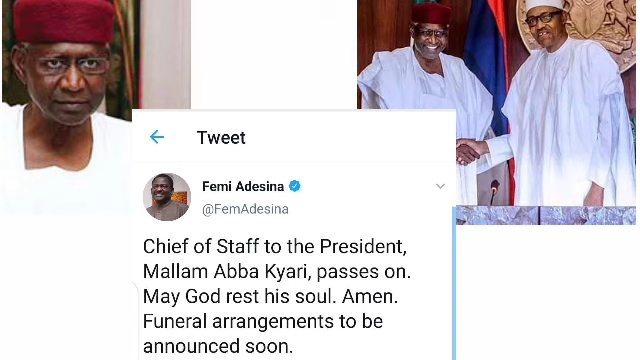 Tweet
Femi Adesina
@FemAdesina
Chief of Staff to the President,
Mallam Abba Kyari, passes on.
May God rest his soul. Amen.
Funeral arrangements to be
announced soon.